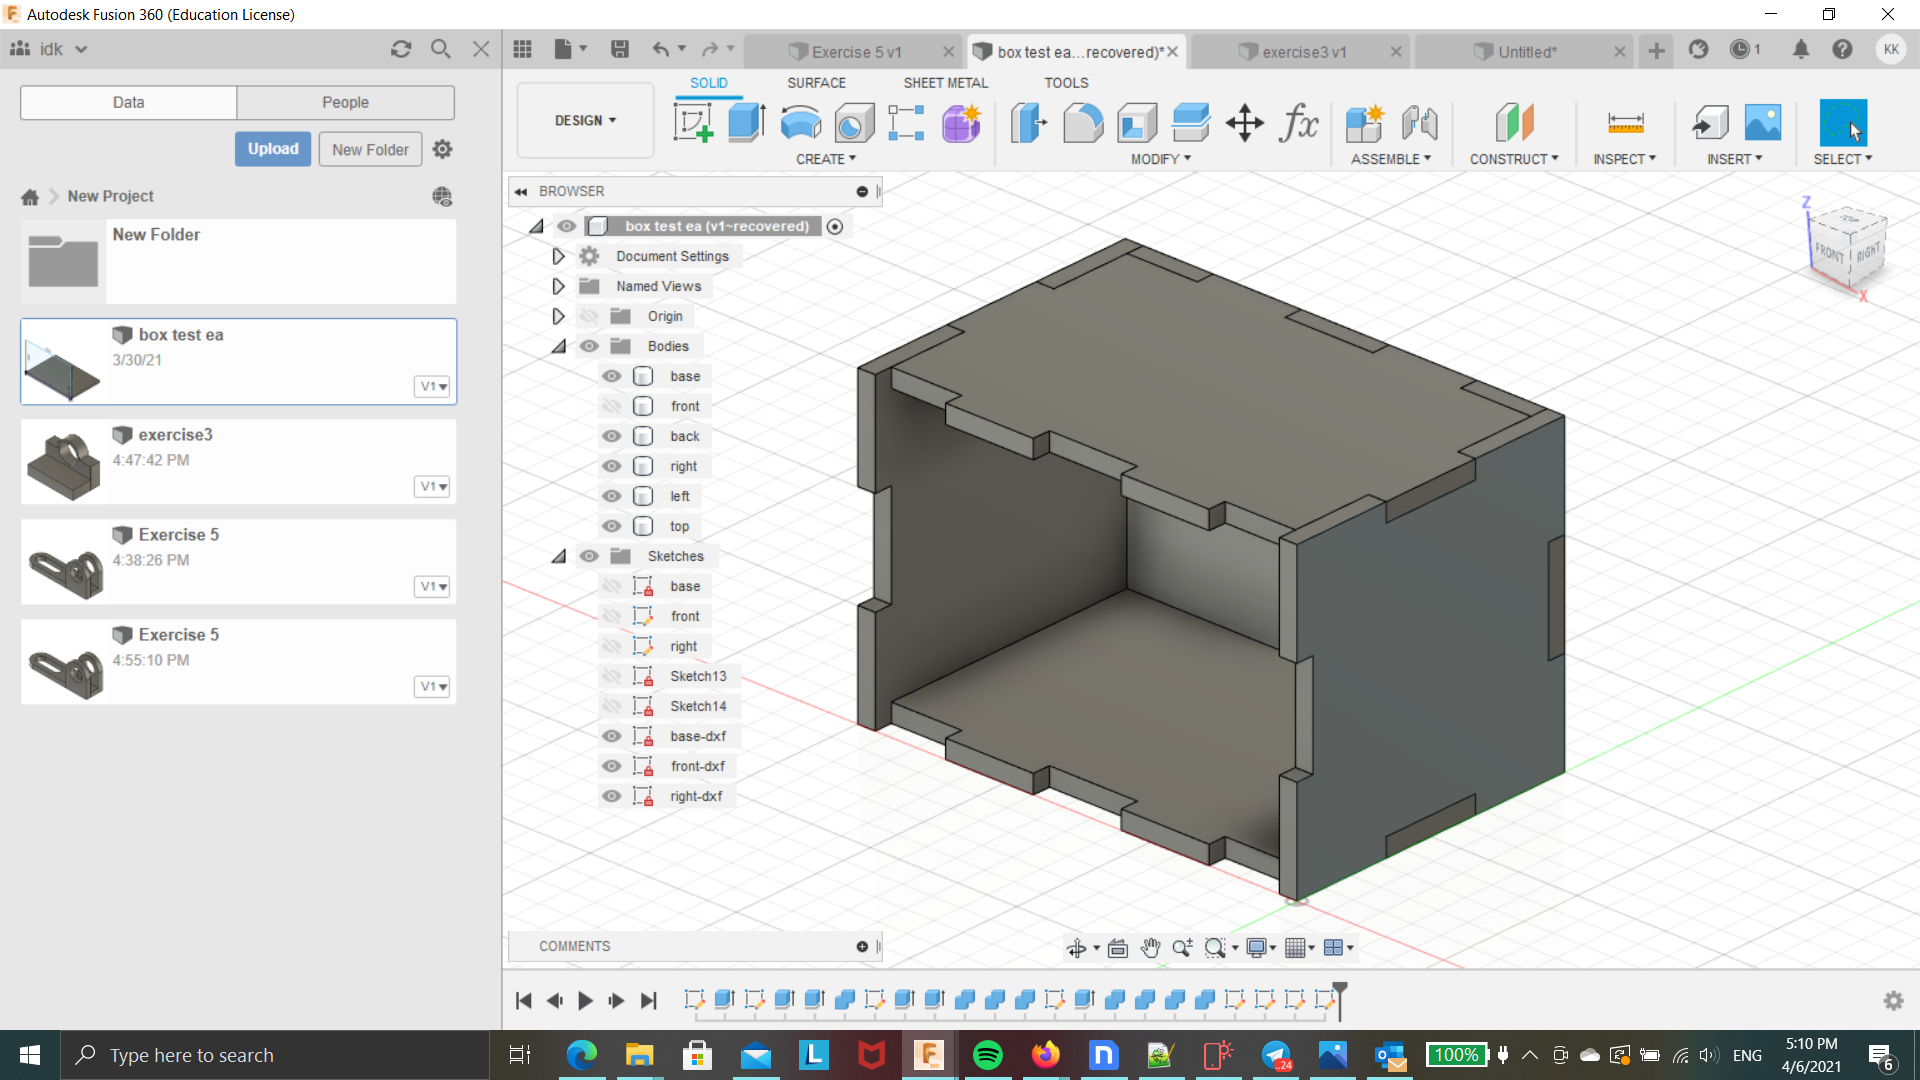 Autodesk Fusion 360 (Education License)
idk
Exercise 5 v1
box test ea...recovered)*
exercise3 v1
Untitled*
1
KK
Data
People
Upload
New Folder
New Project
New Folder
box test ea
3/30/21
V1
exercise3
4:47:42 PM
V1
Exercise 5
4:38:26 PM
V1
Exercise 5
4:55:10 PM
V1
DESIGN
SOLID
SURFACE
SHEET METAL
TOOLS
fx
CREATE
MODIFY
ASSEMBLE
CONSTRUCT
INSPECT
INSERT
SELECT
BROWSER
box test ea (v1~recovered)
Document Settings
Named Views
Origin
Bodies
base
front
back
right
left
top
Sketches
base
front
right
Sketch13
Sketch14
base-dxf
front-dxf
right-dxf
Z
FRONT
RIGHT
X
COMMENTS
Type here to search
L
F
n
24
100%
ENG
5:10 PM
4/6/2021
6